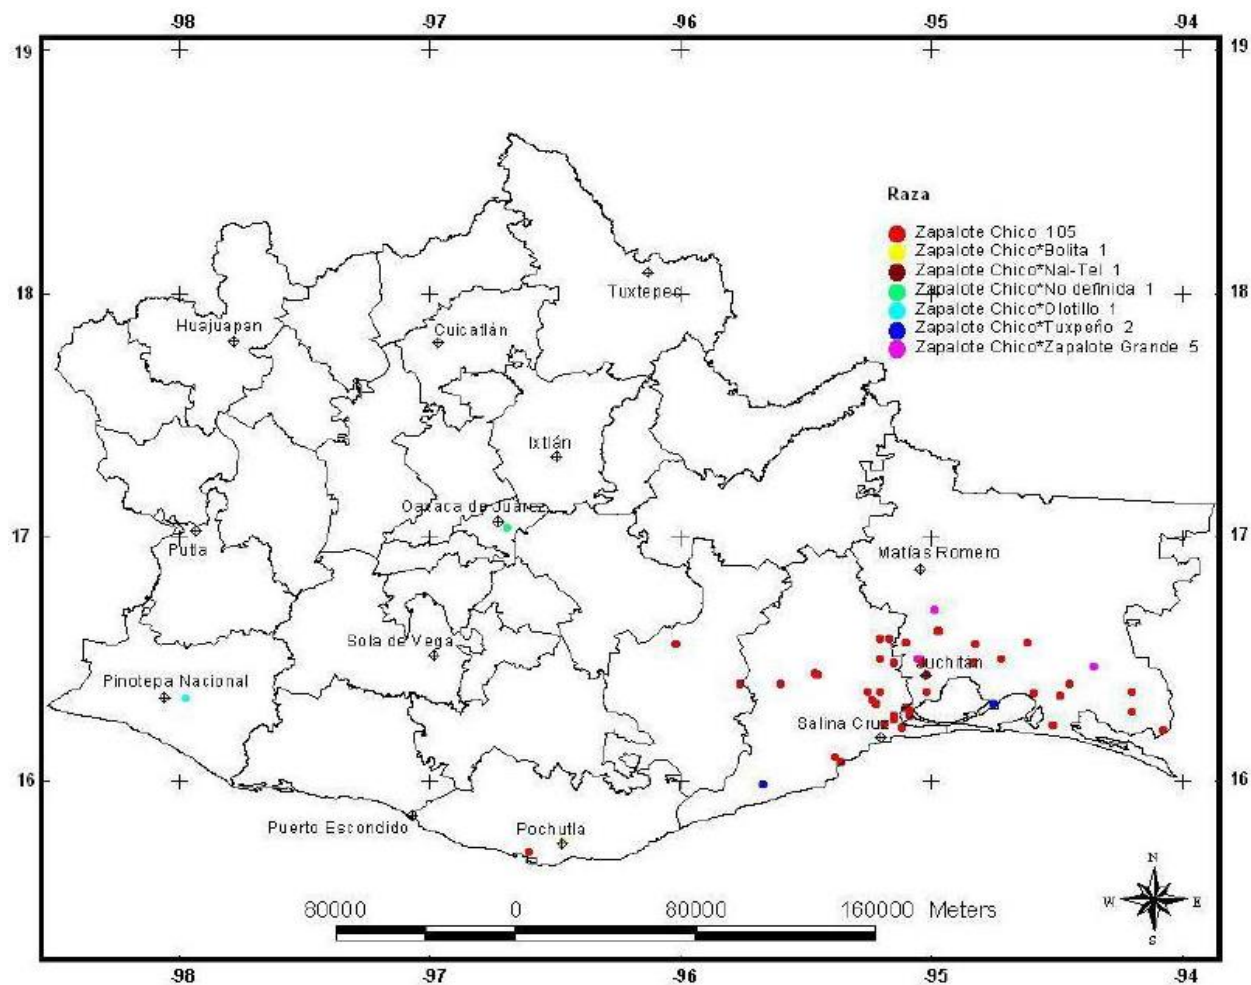 -98 -97 -96 -95 -94
19 19
Raza
Zapalote Chico 105
Zapalote Chico*Bolita 1
Zapalote Chico*Nal-Tel 1
Zapalote Chico*No definida 1
Zapalote Chico*Olotillo 1
Zapalote Chico*Tuxpeño 2
Zapalote Chico*Zapalote Grande 5
Tuxtepec
18 18
Huajuapan
Cuicatlán
Ixtlán
Oaxaca de Juárez
17 17
Putla
Matías Romero
Sola de Vega
Juchitán
Pinotepa Nacional
Salina Cruz
16 16
Puerto Escondido
Pochutla
N
W E
S
80000 0 80000 160000 Meters
-98 -97 -96 -95 -94